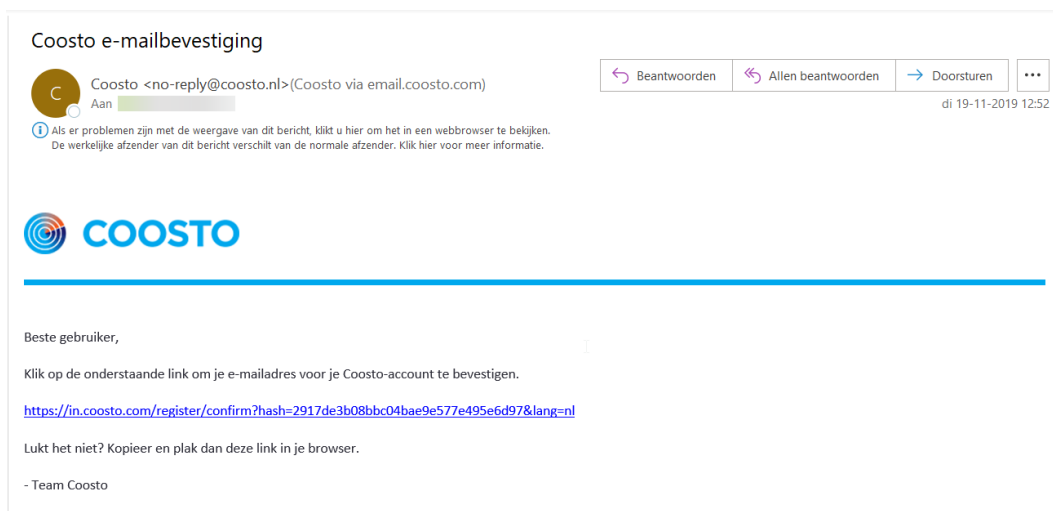 Coosto e-mailbevestiging
C
Coosto <no-reply@coosto.nl>(Coosto via email.coosto.com)
Aan
Beantwoorden
Allen beantwoorden
Doorsturen
...
di 19-11-2019 12:52
Als er problemen zijn met de weergave van dit bericht, klikt u hier om het in een webbrowser te bekijken.
De werkelijke afzender van dit bericht verschilt van de normale afzender. Klik hier voor meer informatie.
COOSTO
Beste gebruiker,
Klik op de onderstaande link om je e-mailadres voor je Coosto-account te bevestigen.
https://in.coosto.com/register/confirm?hash=2917de3b08bbc04bae9e577e495e6d97&lang=nl
Lukt het niet? Kopieer en plak dan deze link in je browser.
- Team Coosto